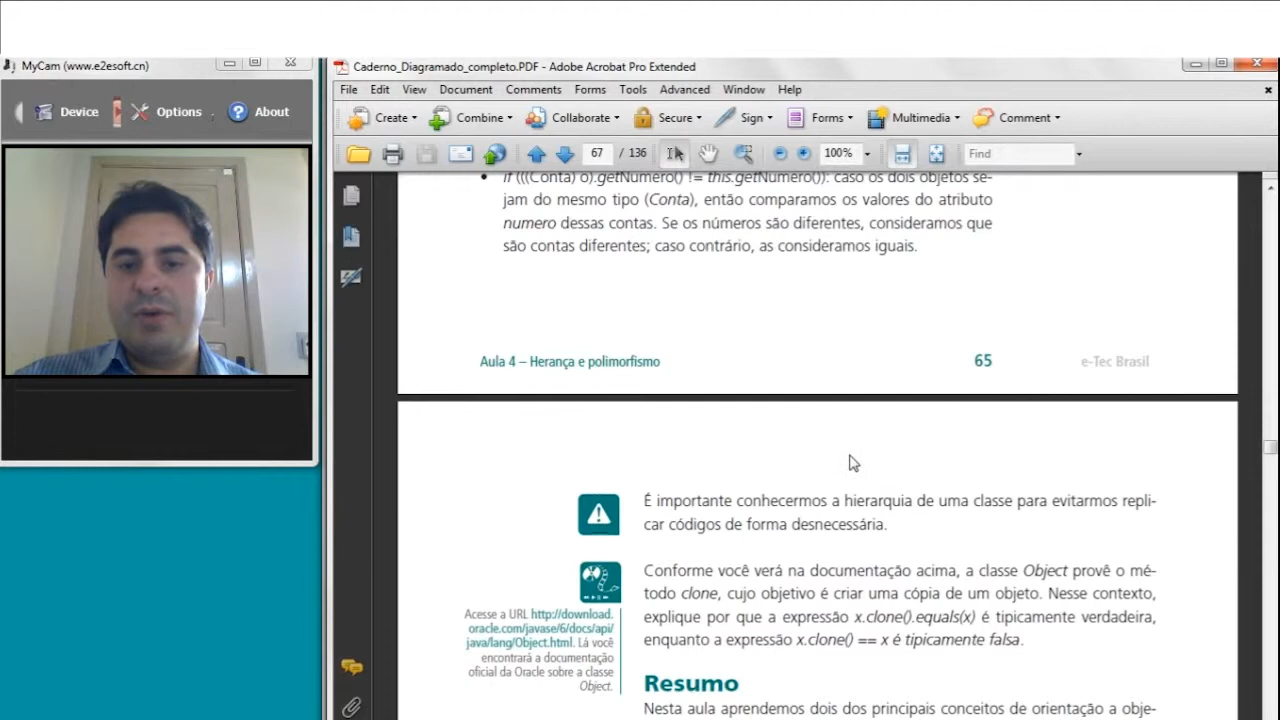 MyCam (www.e2esoft.cn)
Device
Options
About
Caderno_Diagramado_completo.PDF - Adobe Acrobat Pro Extended
File Edit View Document Comments Forms Tools Advanced Window Help
Create Combine Collaborate Secure Sign Forms Multimedia Comment
67 / 136 100% Find
• if (((Conta) o).getNumero() != this.getNumero()): caso os dois objetos se-
jam do mesmo tipo (Conta), então comparamos os valores do atributo
numero dessas contas. Se os números são diferentes, consideramos que
são contas diferentes; caso contrário, as consideramos iguais.
Aula 4 – Herança e polimorfismo 65 e-Tec Brasil
É importante conhecermos a hierarquia de uma classe para evitarmos repli-
car códigos de forma desnecessária.
Conforme você verá na documentação acima, a classe Object provê o mé-
todo clone, cujo objetivo é criar uma cópia de um objeto. Nesse contexto,
explique por que a expressão x.clone().equals(x) é tipicamente verdadeira,
enquanto a expressão x.clone() == x é tipicamente falsa.
Acesse a URL http://download.
oracle.com/javase/6/docs/api/
java/lang/Object.html. Lá você
encontrará a documentação
oficial da Oracle sobre a classe
Object.
Resumo
Nesta aula aprendemos dois dos principais conceitos de orientação a obje-